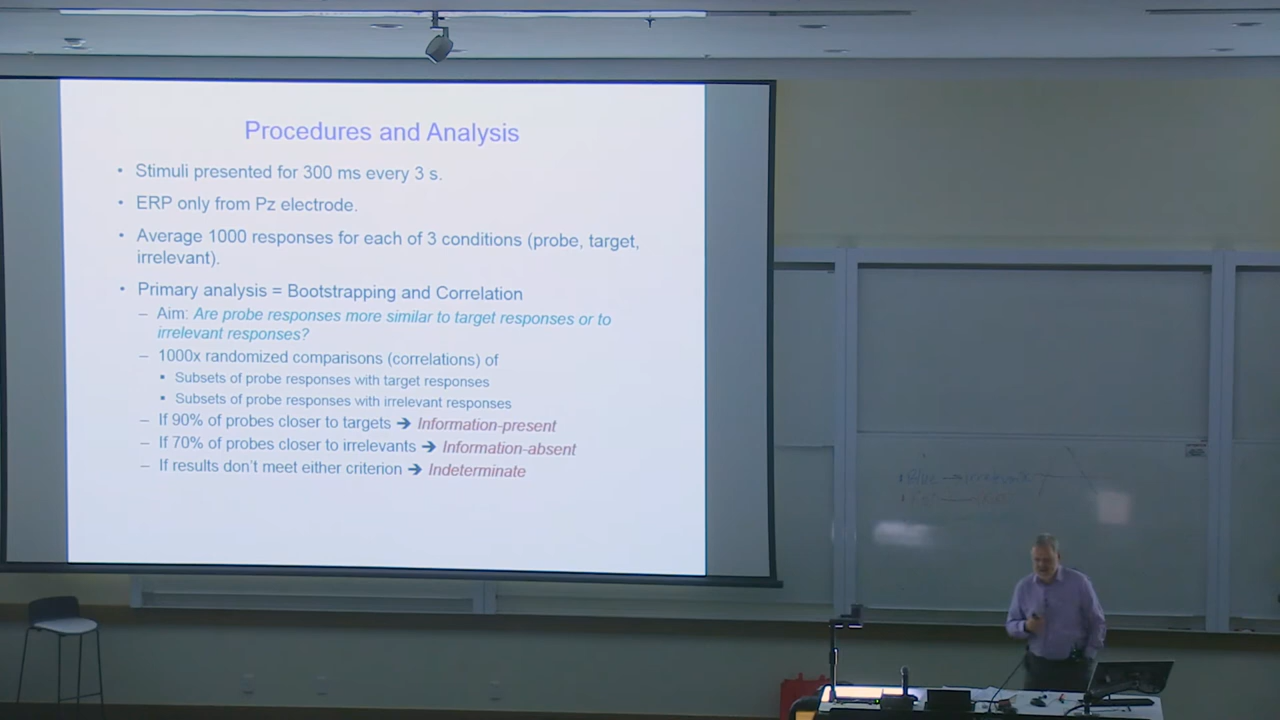 Procedures and Analysis
• Stimuli presented for 300 ms every 3 s.
• ERP only from Pz electrode.
• Average 1000 responses for each of 3 conditions (probe, target,
irrelevant).
• Primary analysis = Bootstrapping and Correlation
– Aim: Are probe responses more similar to target responses or to
irrelevant responses?
– 1000x randomized comparisons (correlations) of
• Subsets of probe responses with target responses
• Subsets of probe responses with irrelevant responses
– If 90% of probes closer to targets ➔ Information-present
– If 70% of probes closer to irrelevants ➔ Information-absent
– If results don't meet either criterion ➔ Indeterminate